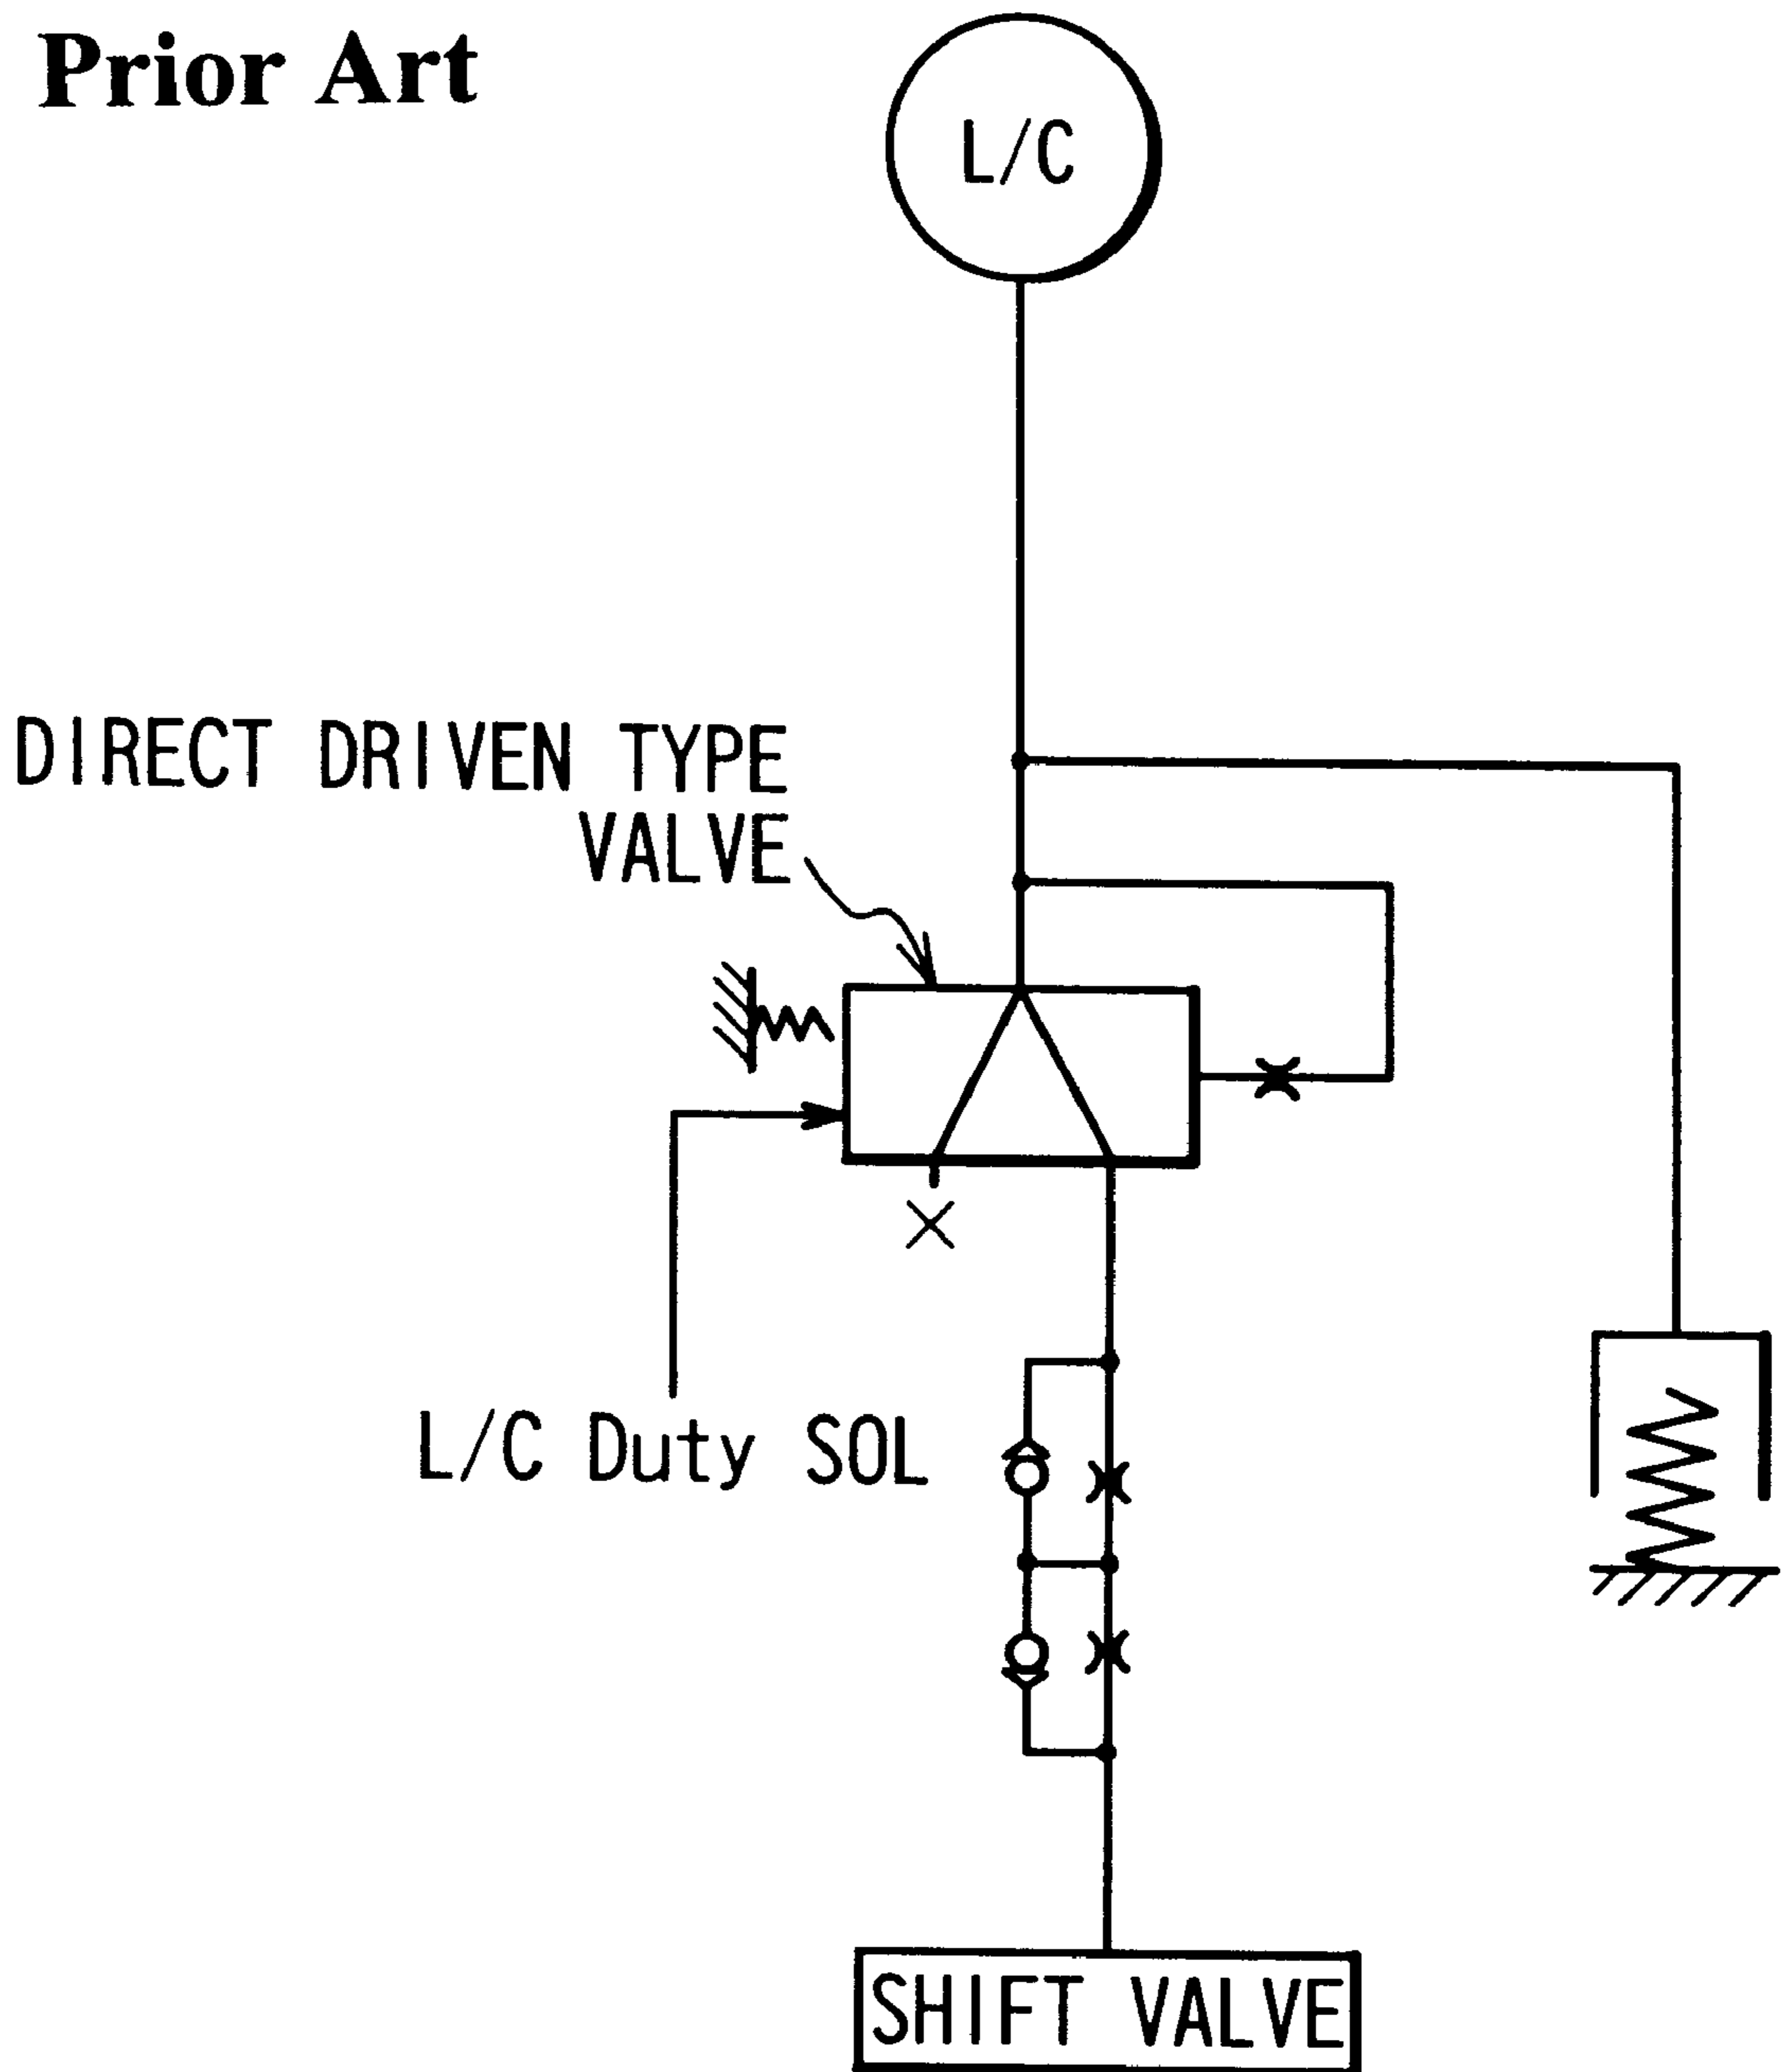 Prior Art
L/C
DIRECT DRIVEN TYPE
VALVE
L/C Duty SOL
SHIFT VALVE